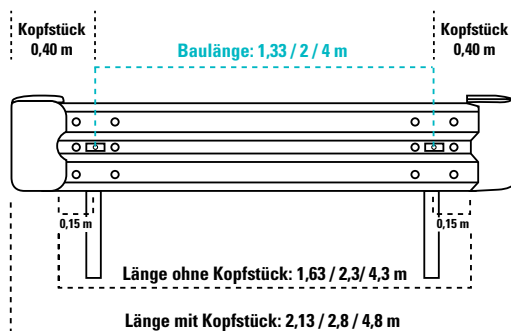 Kopfstück
0,40 m
Baulänge: 1,33 / 2 / 4 m
Kopfstück
0,40 m
0,15 m
0,15 m
Länge ohne Kopfstück: 1,63 / 2,3/ 4,3 m
Länge mit Kopfstück: 2,13 / 2,8 / 4,8 m